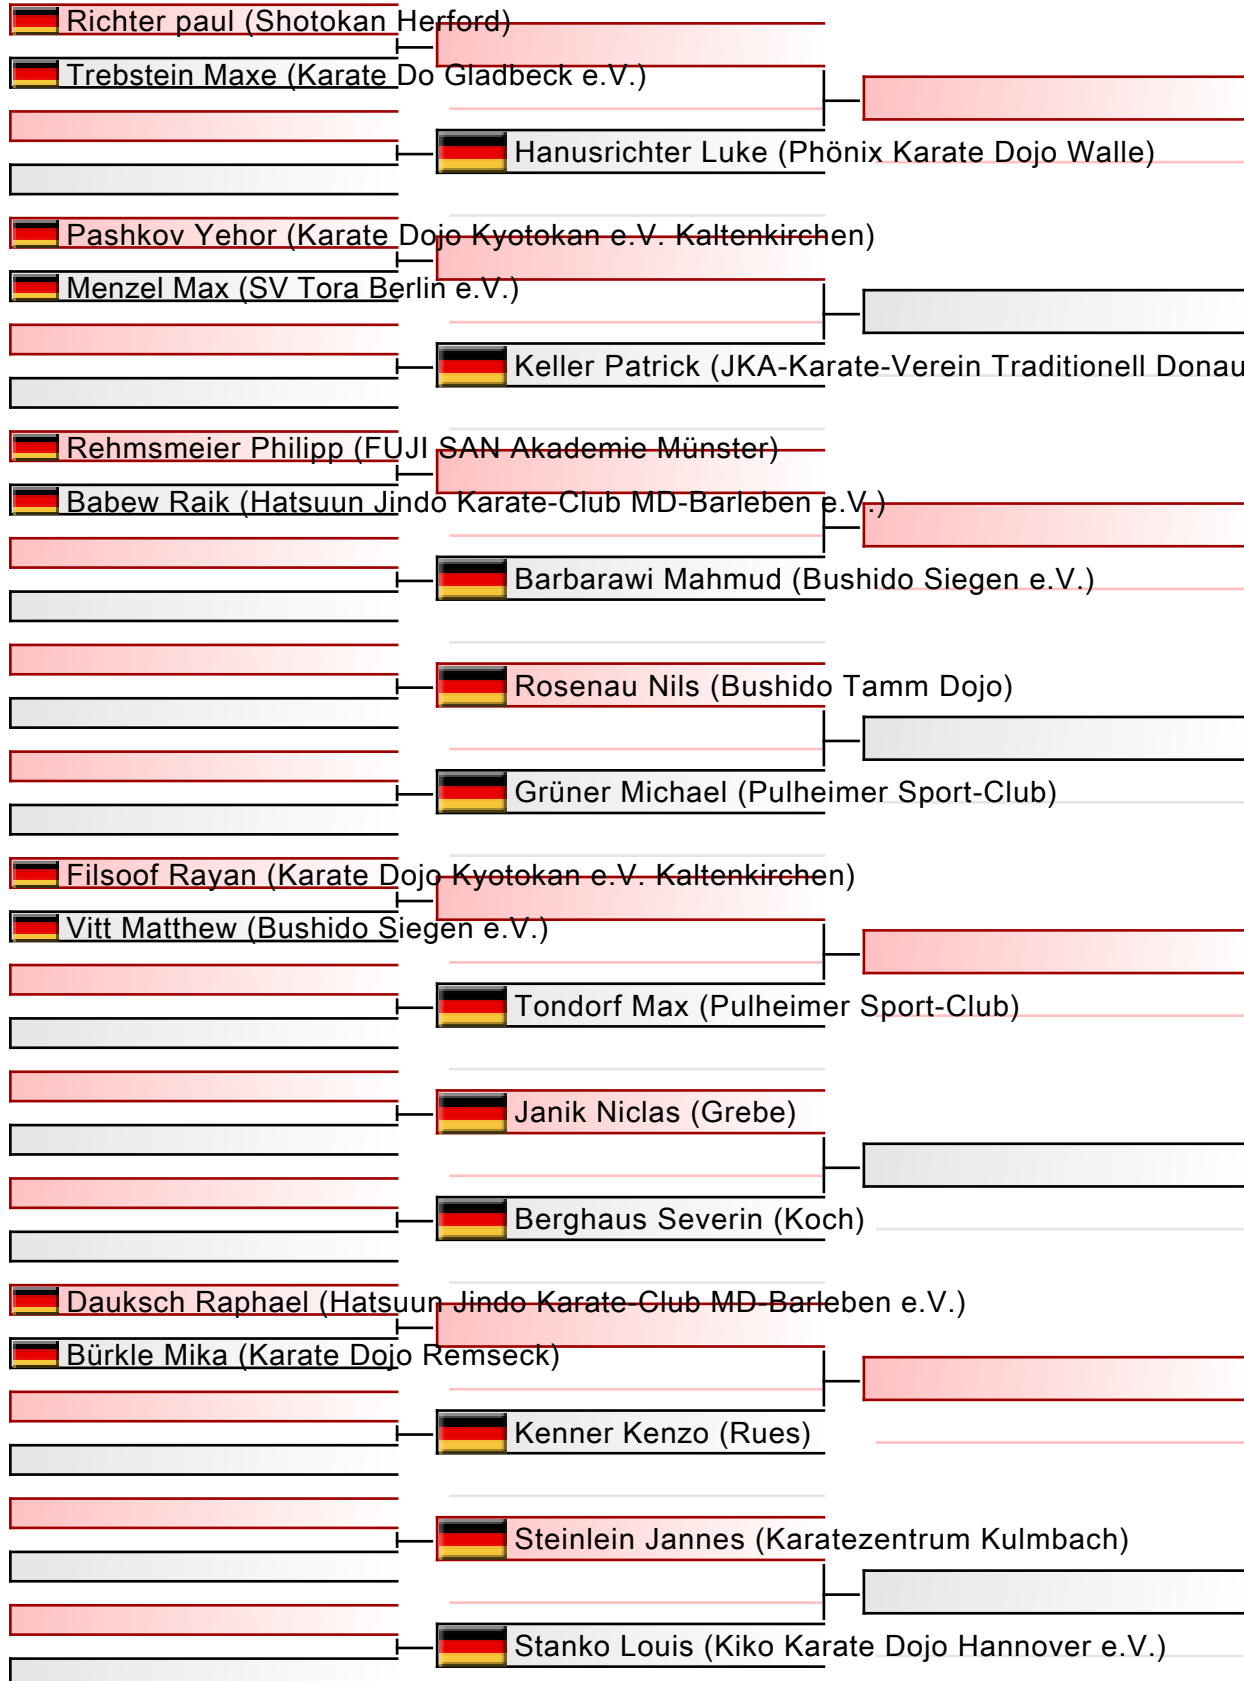 Richter paul (Shotokan Herford)
Trebstein Maxe (Karate Do Gladbeck e.V.)
Hanusrichter Luke (Phönix Karate Dojo Walle)
Pashkov Yehor (Karate Dojo Kyotokan e.V. Kaltenkirchen)
Menzel Max (SV Tora Berlin e.V.)
Keller Patrick (JKA-Karate-Verein Traditionell Donau
Rehmsmeier Philipp (FUJI SAN Akademie Münster)
Babew Raik (Hatsuun Jindo Karate-Club MD-Barleben e.V.)
Barbarawi Mahmud (Bushido Siegen e.V.)
Rosenau Nils (Bushido Tamm Dojo)
Grüner Michael (Pulheimer Sport-Club)
Filsoof Rayan (Karate Dojo Kyotokan e.V. Kaltenkirchen)
Vitt Matthew (Bushido Siegen e.V.)
Tondorf Max (Pulheimer Sport-Club)
Janik Niclas (Grebe)
Berghaus Severin (Koch)
Dauksch Raphael (Hatsuun Jindo Karate-Club MD-Barleben e.V.)
Bürkle Mika (Karate Dojo Remseck)
Kenner Kenzo (Rues)
Steinlein Jannes (Karatezentrum Kulmbach)
Stanko Louis (Kiko Karate Dojo Hannover e.V.)